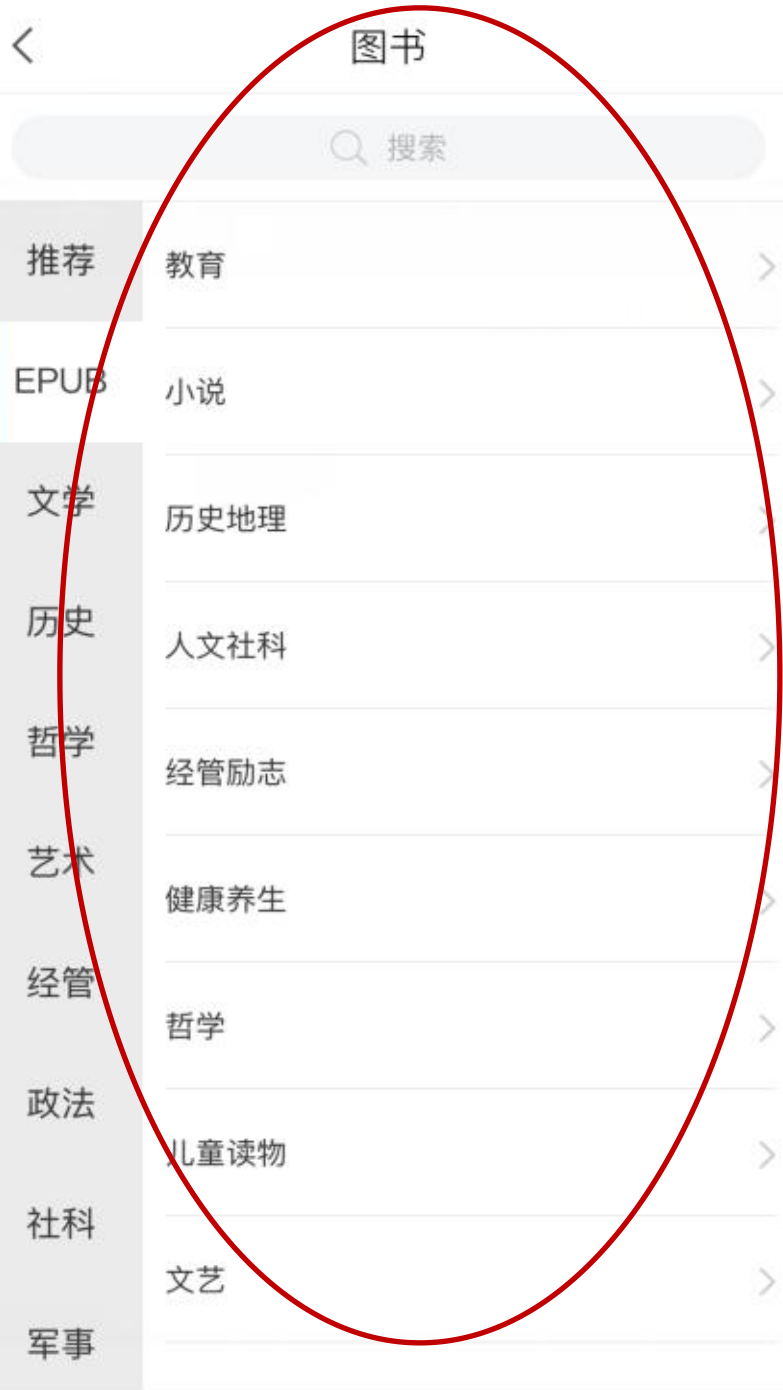 图书
搜索
推荐
EPUB
文学
历史
哲学
艺术
经管
政法
社科
军事
教育
小说
历史地理
人文社科
经管励志
健康养生
哲学
儿童读物
文艺